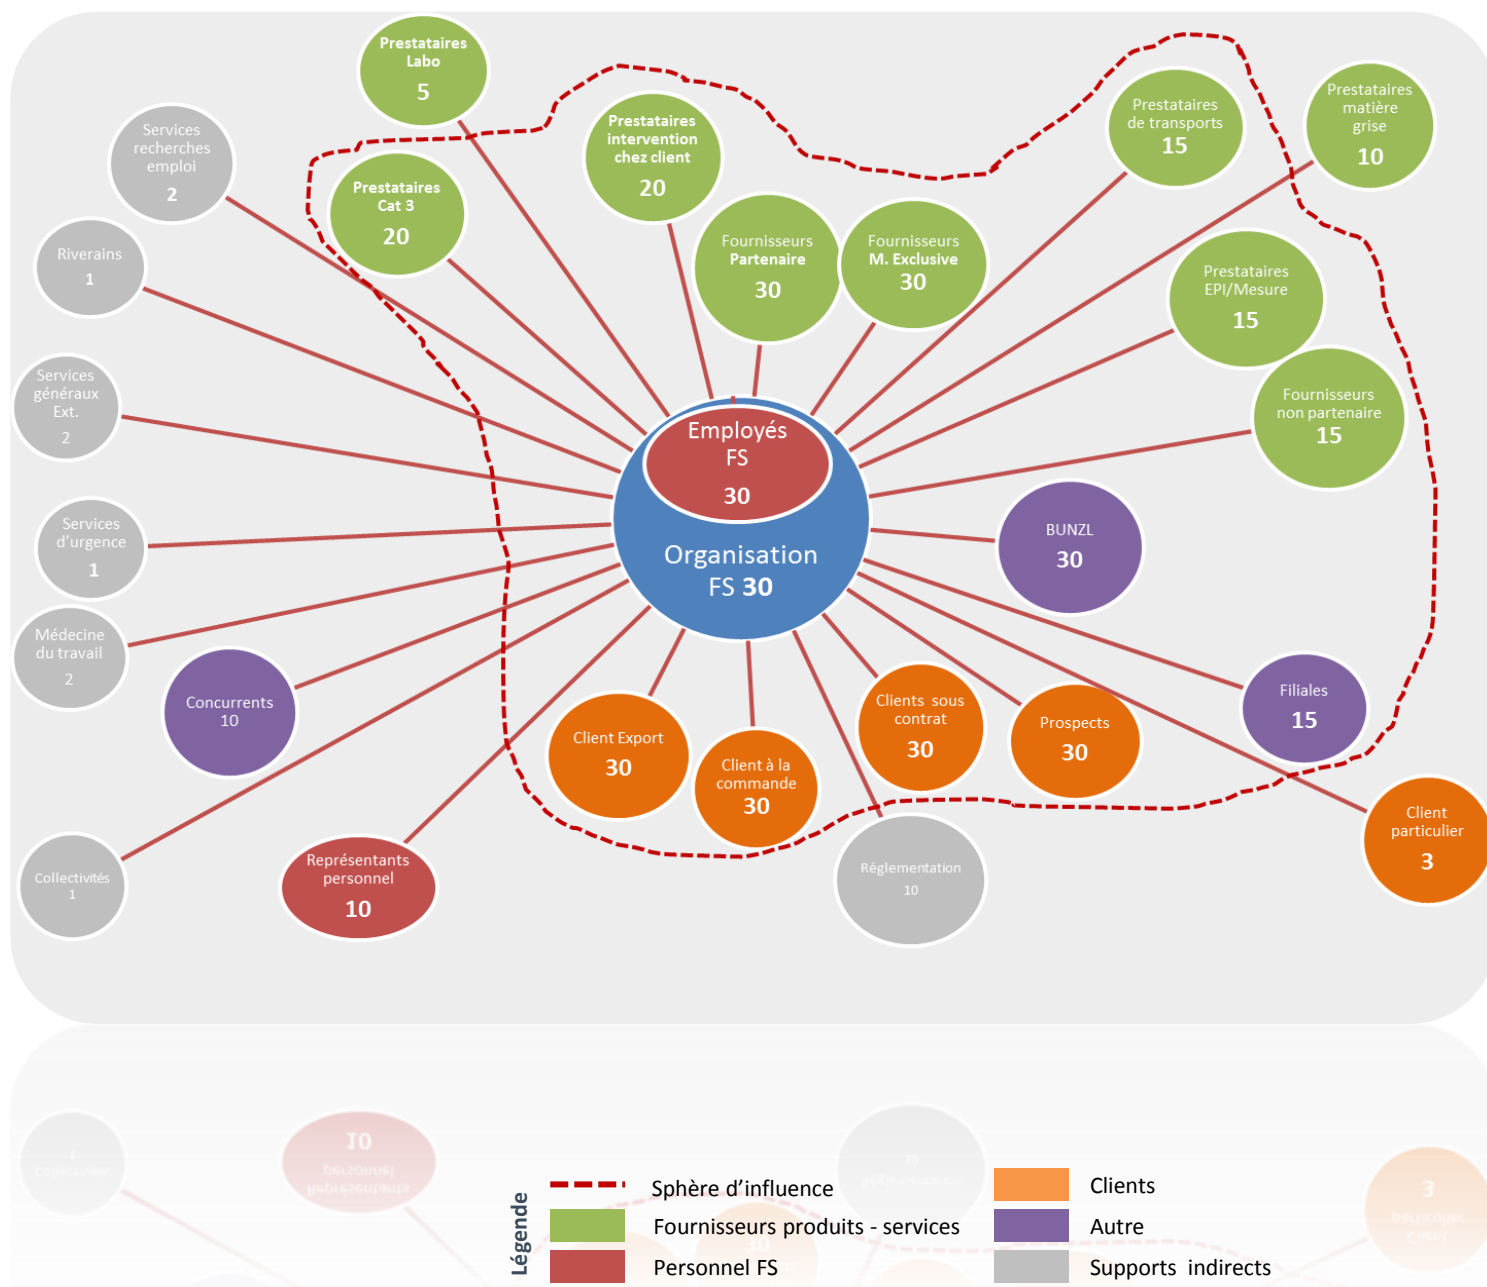 Prestataires
Labo
5
Services
recherches
emploi
2
Prestataires
Cat 3
20
Prestataires
intervention
chez client
20
Prestataires
de transports
15
Prestataires
matière
grise
10
Riverains
1
Fournisseurs
Partenaire
30
Fournisseurs
M. Exclusive
30
Prestataires
EPI/Mesure
15
Services
généraux
Ext.
2
Fournisseurs
non partenaire
15
Employés
FS
30
Services
d’urgence
1
Organisation
FS 30
BUNZL
30
Médecine
du travail
2
Concurrents
10
Filiales
15
Client Export
30
Client à la
commande
30
Clients sous
contrat
30
Prospects
30
Client
particulier
3
Collectivités
1
Représentants
personnel
10
Réglementation
10
Légende
Sphère d’influence
Fournisseurs produits - services
Personnel FS
Clients
Autre
Supports indirects